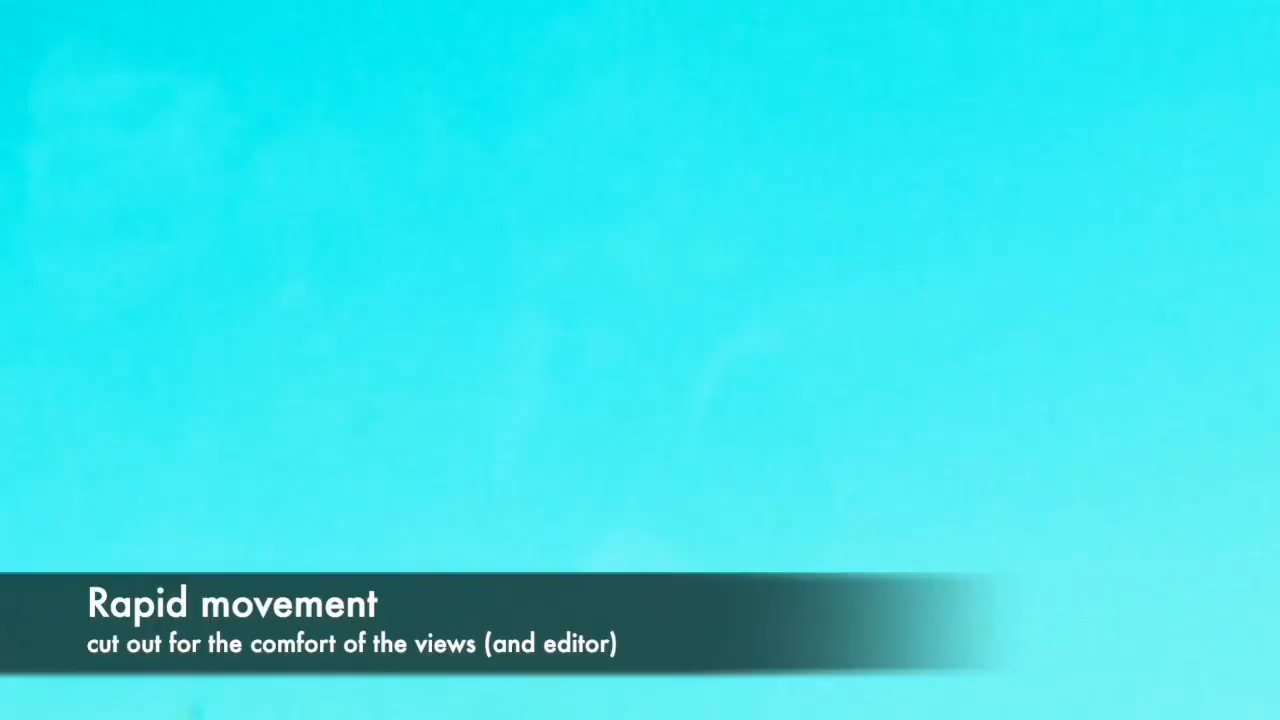 Rapid movement
cut out for the comfort of the views (and editor)